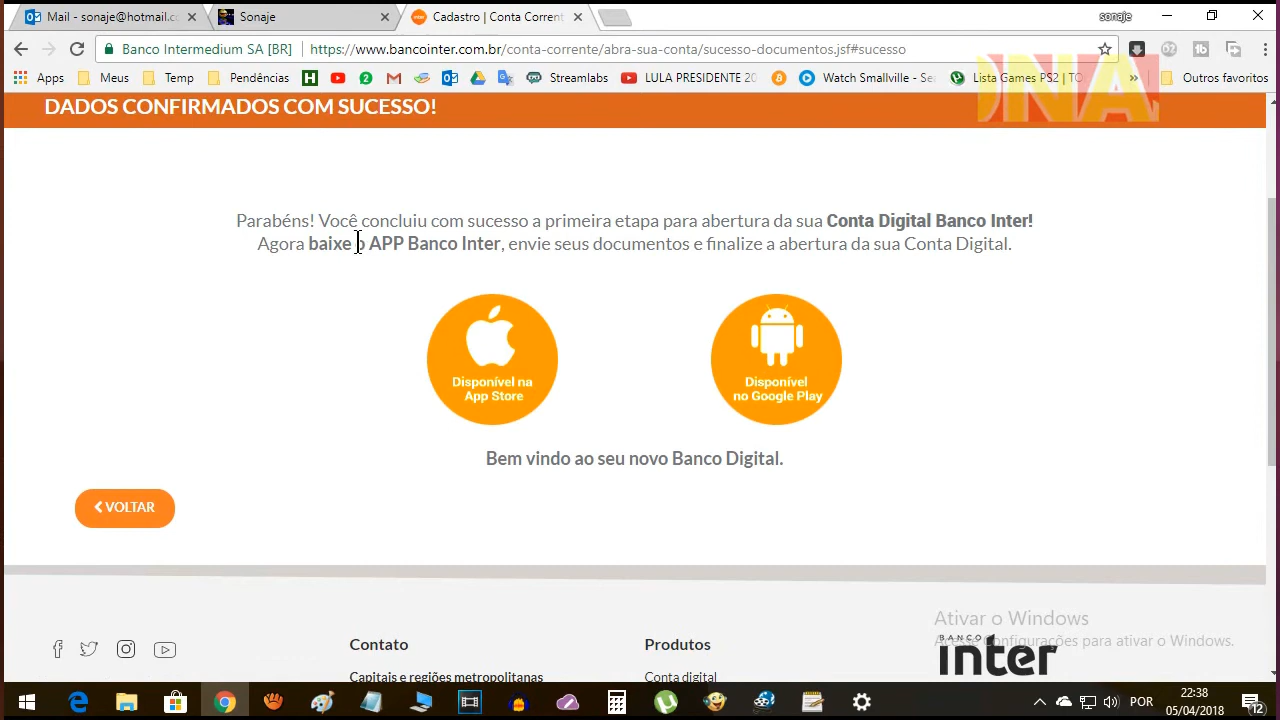 Mail - sonaje@hotmail.c
Sonaje
Cadastro | Conta Corrent
sonaje
Banco Intermedium SA [BR]
https://www.bancointer.com.br/conta-corrente/abra-sua-conta/sucesso-documentos.jsf#sucesso
Apps
Meus
Temp
Pendências
Streamlabs
LULA PRESIDENTE 20
Watch Smallville - Se
Lista Games PS2 | TO
Outros favoritos
DADOS CONFIRMADOS COM SUCESSO!
Parabéns! Você concluiu com sucesso a primeira etapa para abertura da sua Conta Digital Banco Inter!
Agora baixe o APP Banco Inter, envie seus documentos e finalize a abertura da sua Conta Digital.
Disponível na
App Store
Disponível
no Google Play
Bem vindo ao seu novo Banco Digital.
VOLTAR
Contato
Capitais e regiões metropolitanas
Produtos
Conta digital
Ativar o Windows
Acesse Configurações para ativar o Windows.
BANCO
inter
POR
22:38
05/04/2018
12